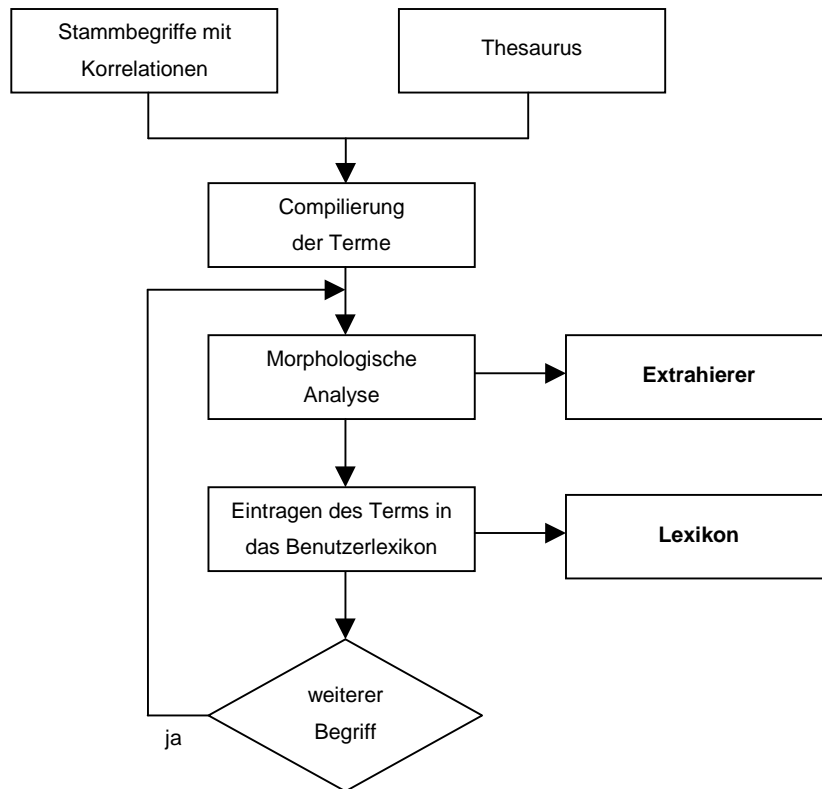 Stammbegriffe mit
Korrelationen
Thesaurus
Compilierung
der Terme
Morphologische
Analyse
Extrahierer
Eintragen des Terms in
das Benutzerlexikon
Lexikon
weiterer
Begriff
ja